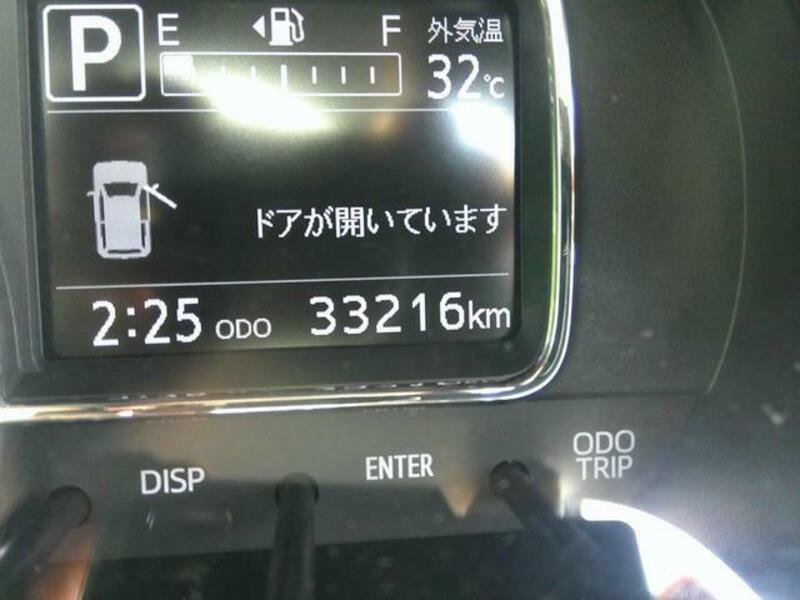 P E F 外気温
32℃
ドアが開いています
2:25 ODO 33216km
DISP ENTER ODO
TRIP